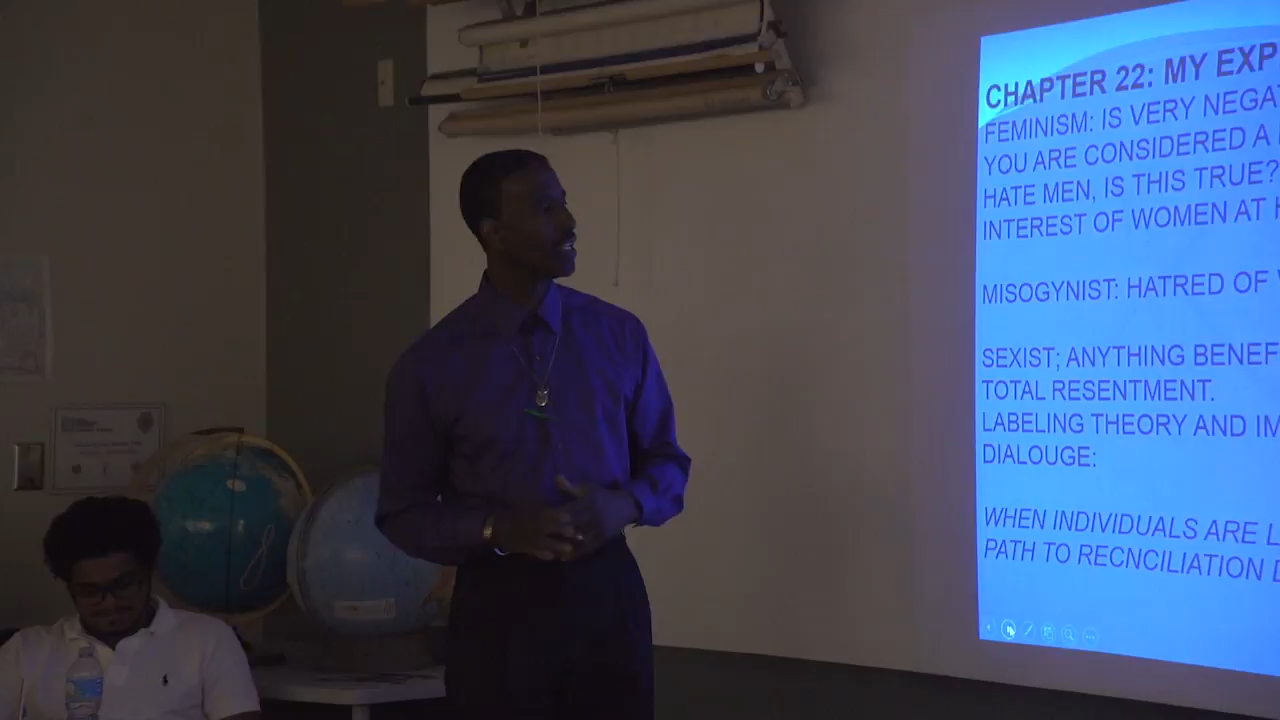 CHAPTER 22: MY EXP
FEMINISM: IS VERY NEGA
YOU ARE CONSIDERED A
HATE MEN, IS THIS TRUE?
INTEREST OF WOMEN AT H
MISOGYNIST: HATRED OF
SEXIST; ANYTHING BENEF
TOTAL RESENTMENT.
LABELING THEORY AND IM
DIALOUGE:
WHEN INDIVIDUALS ARE L
PATH TO RECNCILIATION D